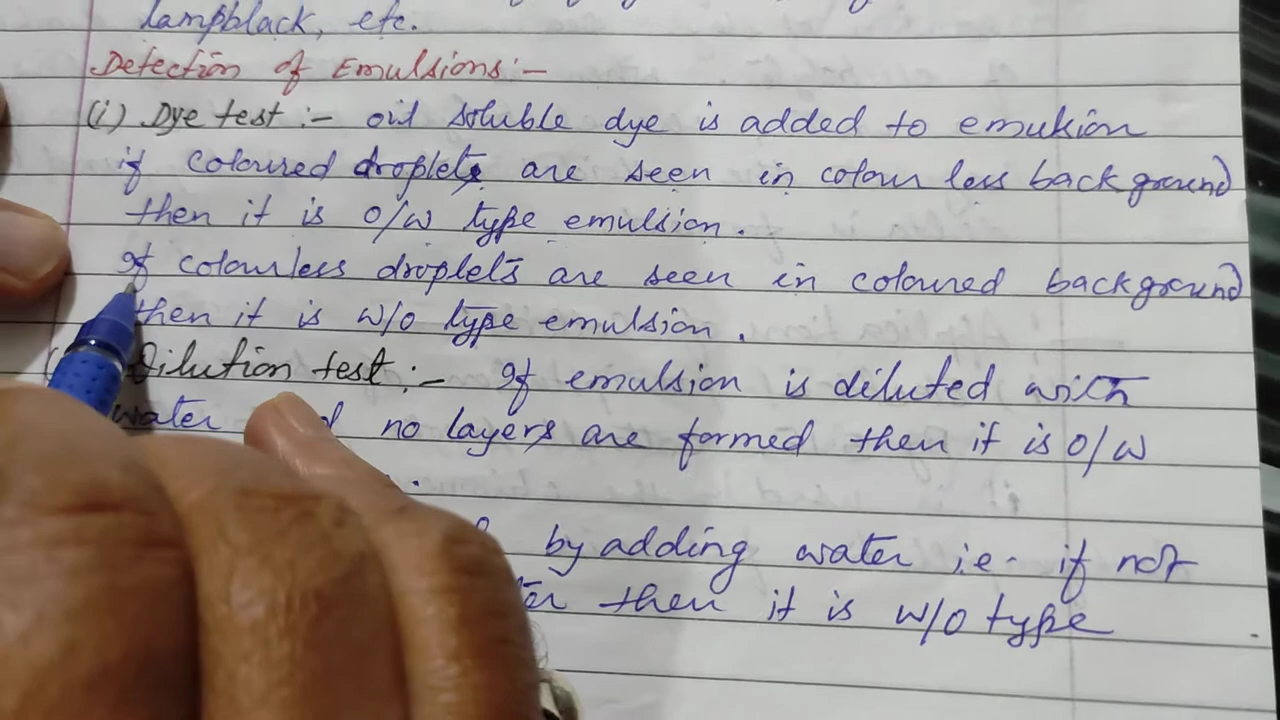 lampblack, etc.
Detection of Emulsions :-
(i) Dye test :- oil soluble dye is added to emulsion
if coloured droplets are seen in colour less back ground
then it is o/w type emulsion.
If colourless droplets are seen in coloured background
then it is w/o type emulsion.
Dilution test :- If emulsion is diluted with
water no layers are formed then it is o/w
by adding water i.e. if not
then it is w/o type